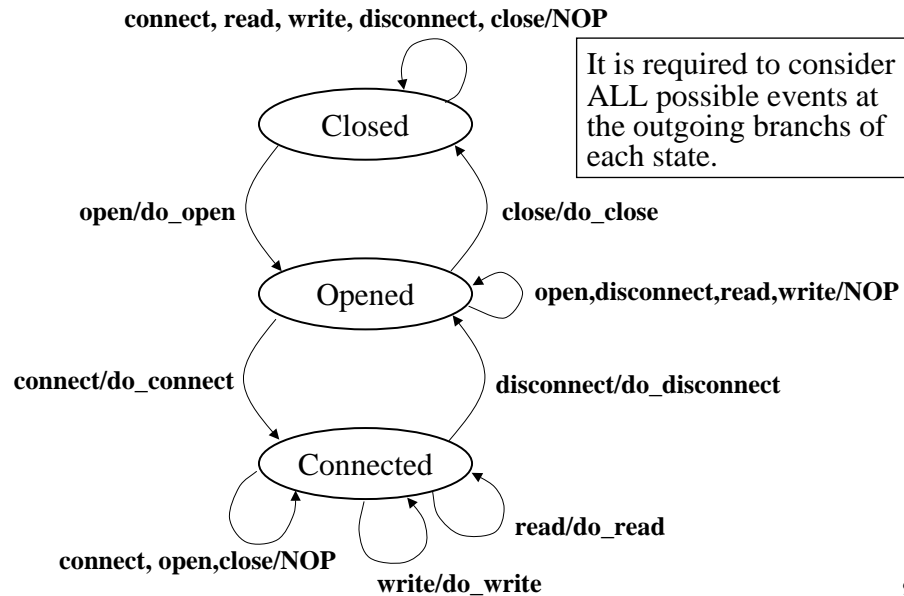 connect, read, write, disconnect, close/NOP
It is required to consider
ALL possible events at
the outgoing branchs of
each state.
Closed
open/do_open
close/do_close
Opened
open,disconnect,read,write/NOP
connect/do_connect
disconnect/do_disconnect
Connected
read/do_read
connect, open,close/NOP
write/do_write